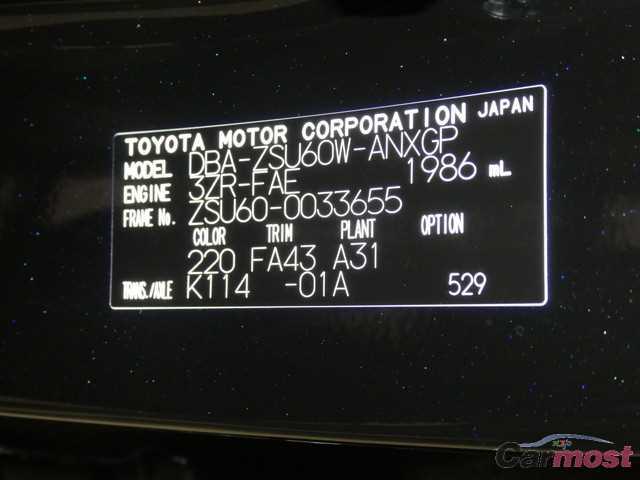 TOYOTA MOTOR CORPORATION JAPAN
MODEL DBA-ZSU60W-ANXGP
ENGINE 3ZR-FAE 1986 mL
FRAME No. ZSU60-0033655
COLOR TRIM PLANT OPTION
220 FA43 A31
TRANS./AXLE K114 -01A 529
Carmost